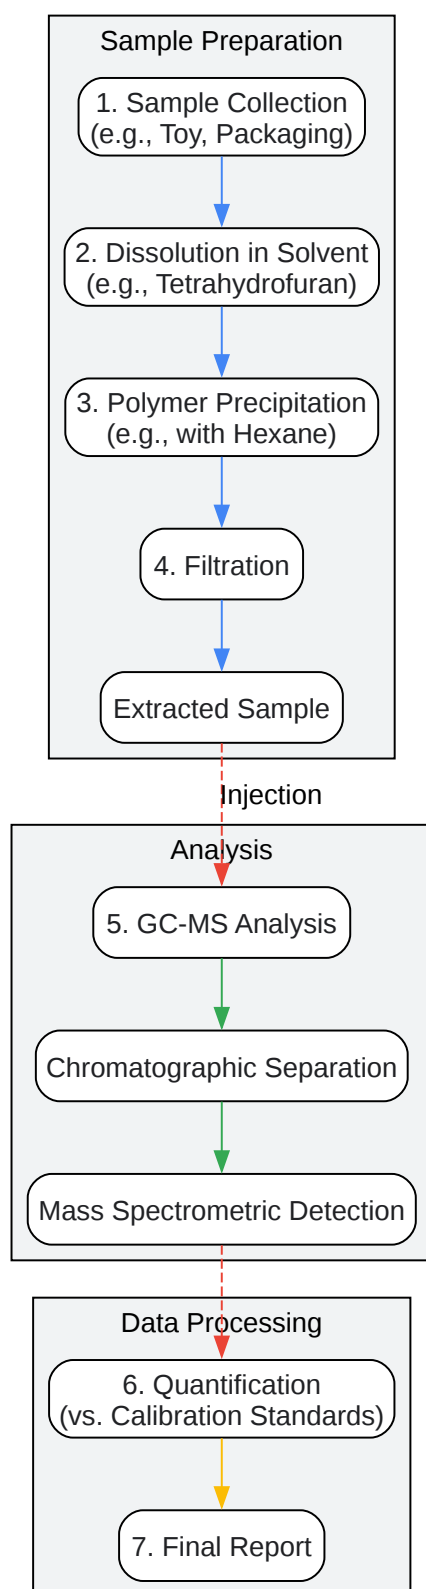 Sample Preparation
1. Sample Collection
(e.g., Toy, Packaging)
2. Dissolution in Solvent
(e.g., Tetrahydrofuran)
3. Polymer Precipitation
(e.g., with Hexane)
4. Filtration
Extracted Sample
Injection
Analysis
5. GC-MS Analysis
Chromatographic Separation
Mass Spectrometric Detection
Data Processing
6. Quantification
(vs. Calibration Standards)
7. Final Report